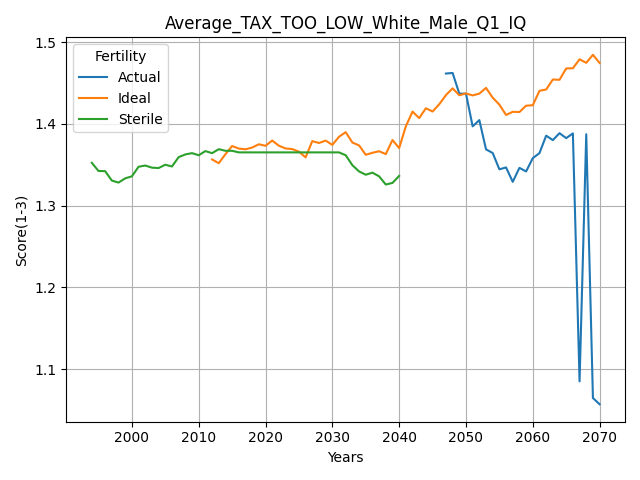 Average_TAX_TOO_LOW_White_Male_Q1_IQ
Fertility
Actual
Ideal
Sterile
Score(1-3)
1.5
1.4
1.3
1.2
1.1
2000 2010 2020 2030 2040 2050 2060 2070
Years